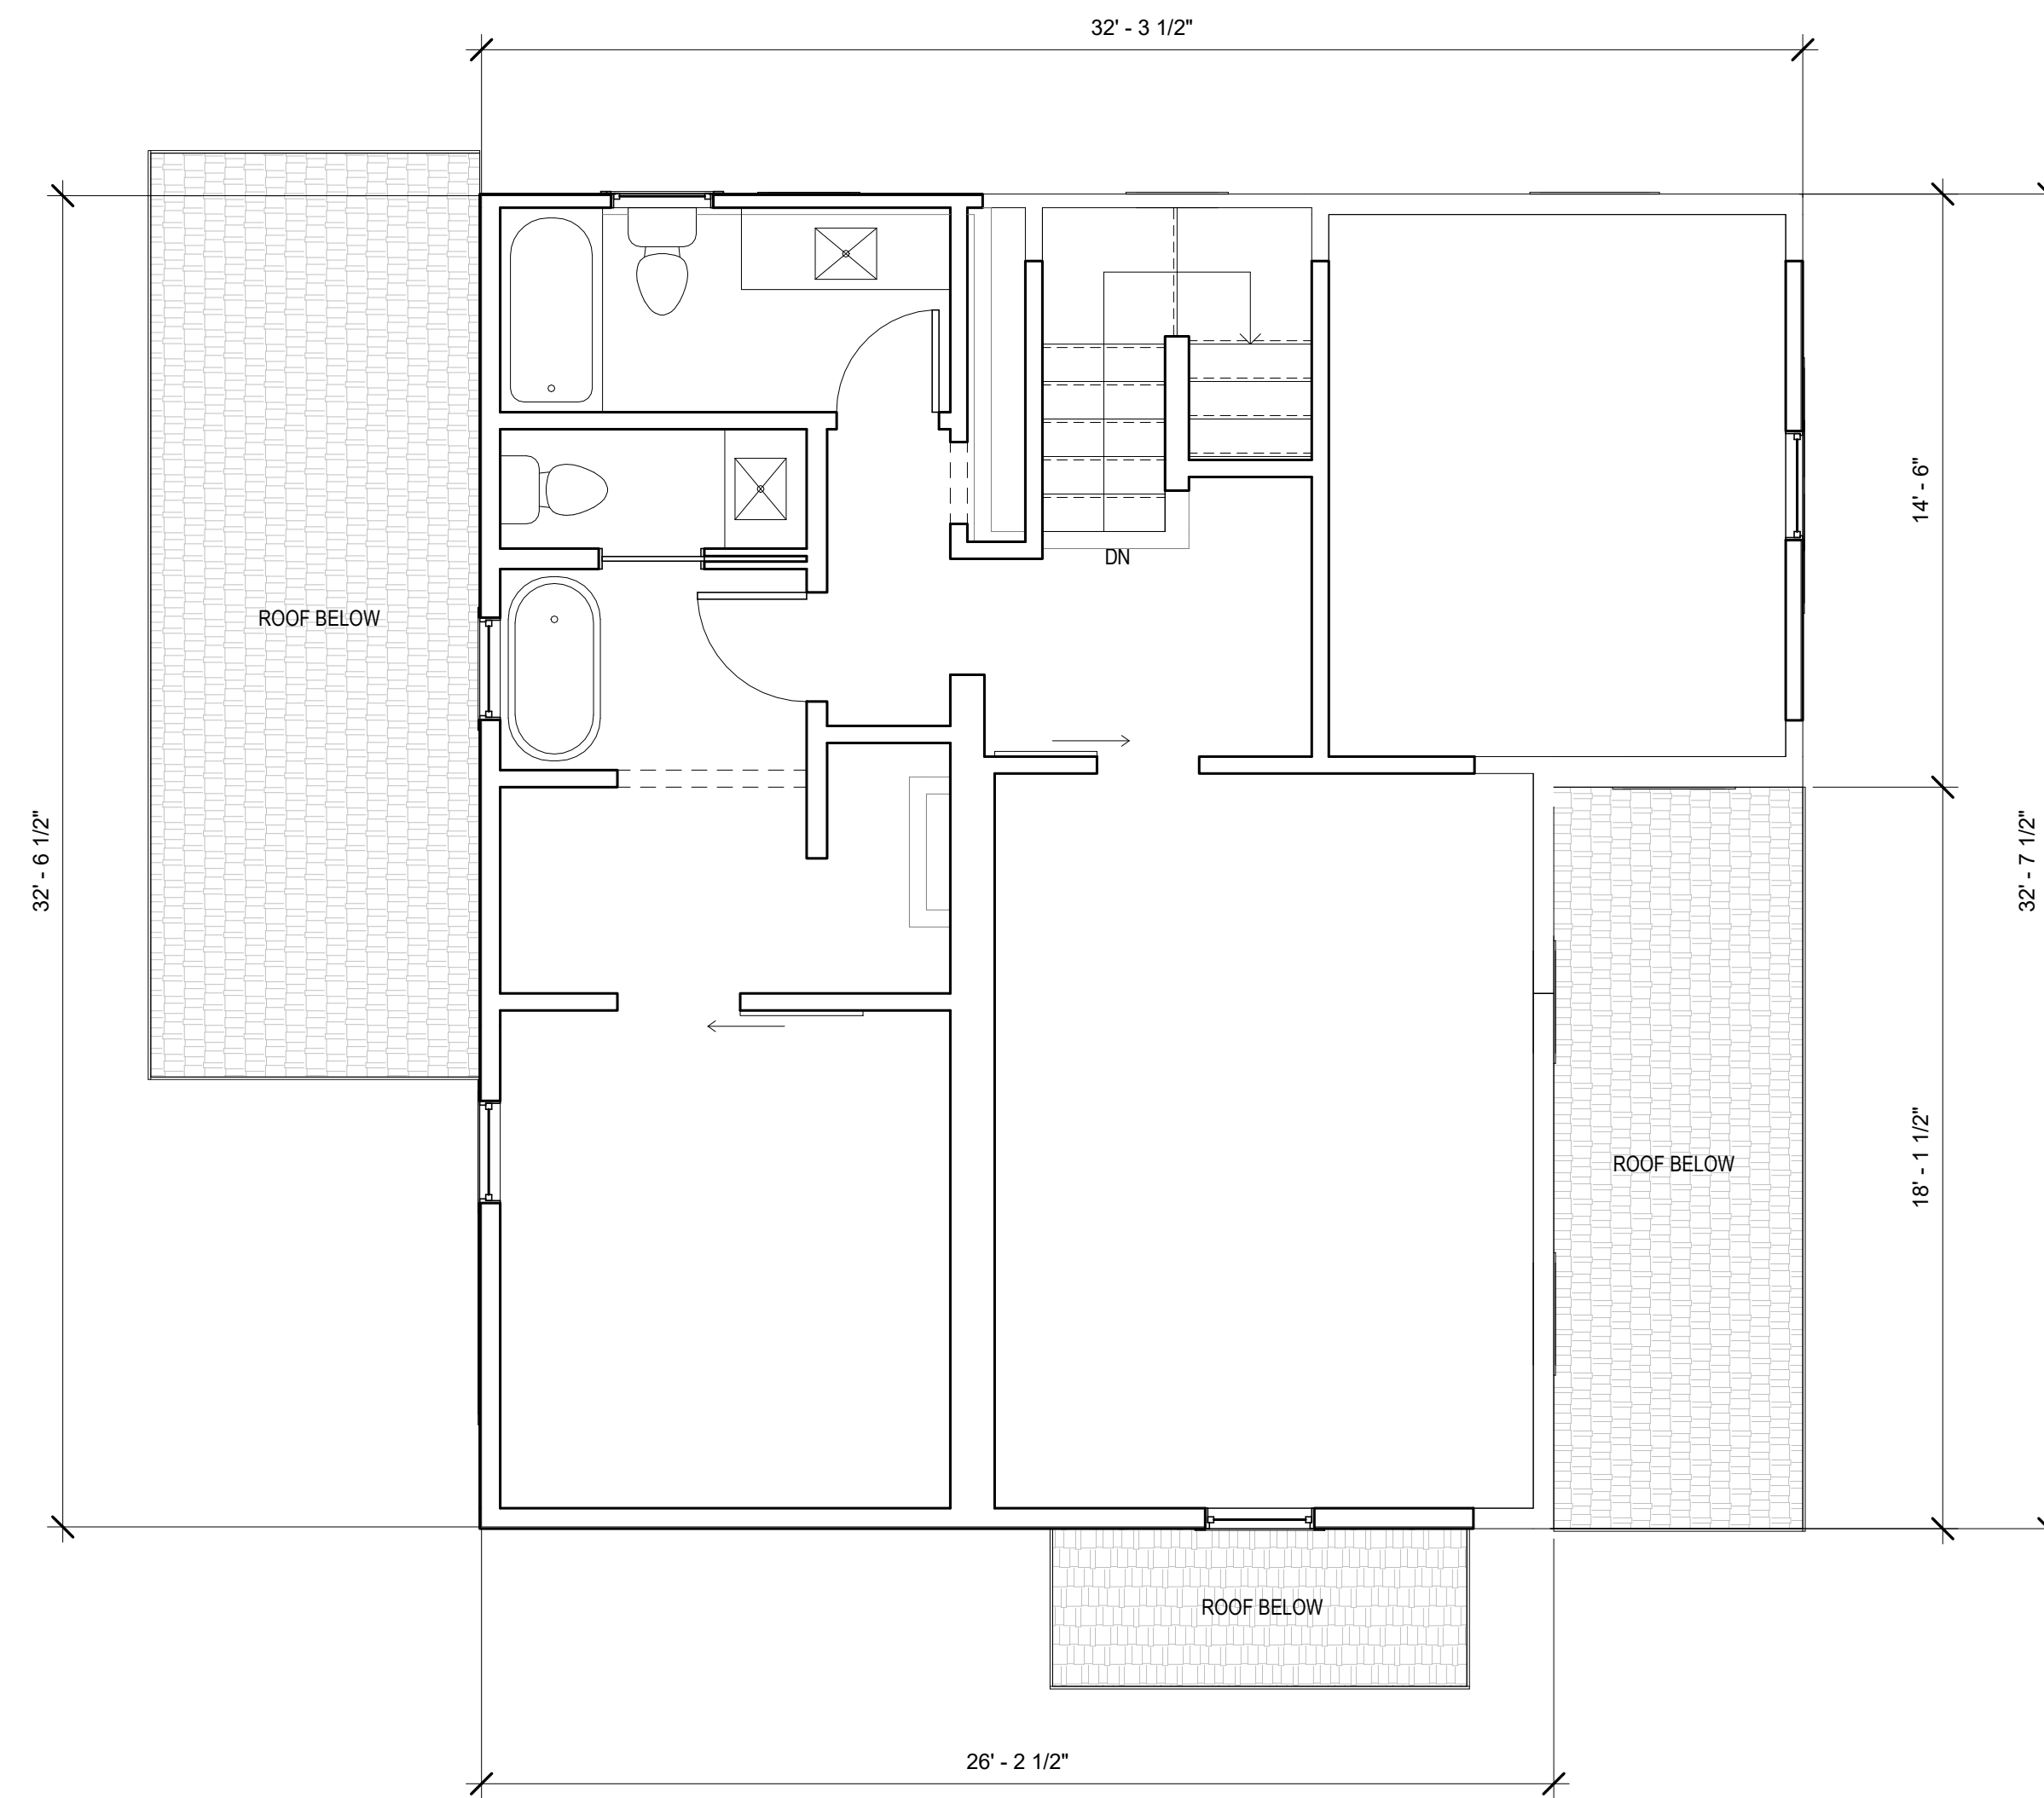 32' - 3 1/2"
14' - 6"
DN
ROOF BELOW
32' - 6 1/2"
32' - 7 1/2"
18' - 1 1/2"
ROOF BELOW
ROOF BELOW
26' - 2 1/2"